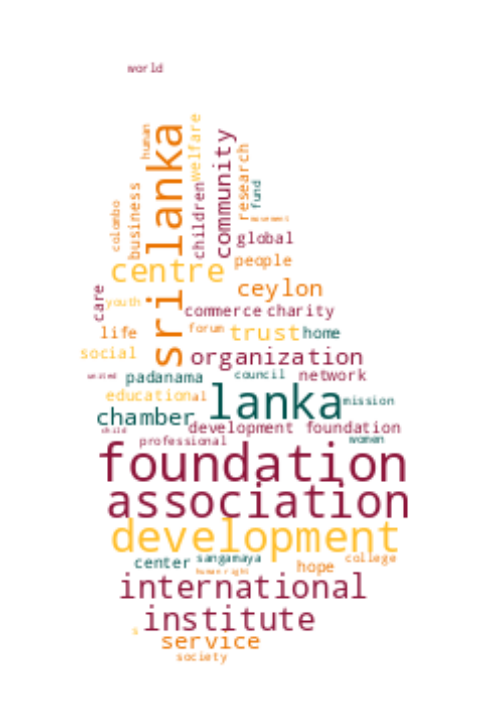 world
human
sri lanka
welfare
community
children
research
fund
business
colombo
movement
global
people
centre
ceylon
care
youth
commerce
charity
life
forum
trust
home
social
organization
united
padanama
council
network
educational
lanka
mission
chamber
development foundation
child
professional
women
foundation
association
development
center
sangamaya
hope
college
human right
international
institute
s
service
society